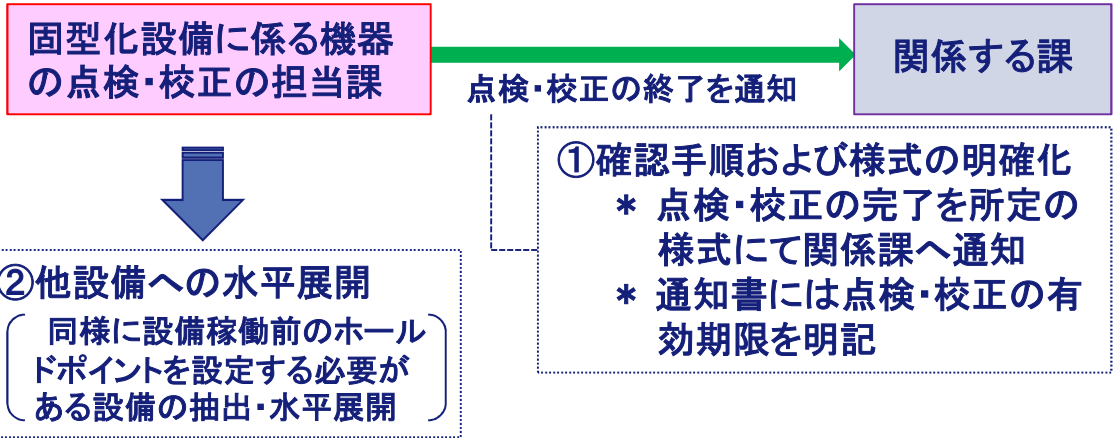 固型化設備に係る機器
の点検・校正の担当課
関係する課
点検・校正の終了を通知
①確認手順および様式の明確化
* 点検・校正の完了を所定の
様式にて関係課へ通知
* 通知書には点検・校正の有
効期限を明記
②他設備への水平展開
同様に設備稼働前のホール
ドポイントを設定する必要が
ある設備の抽出・水平展開